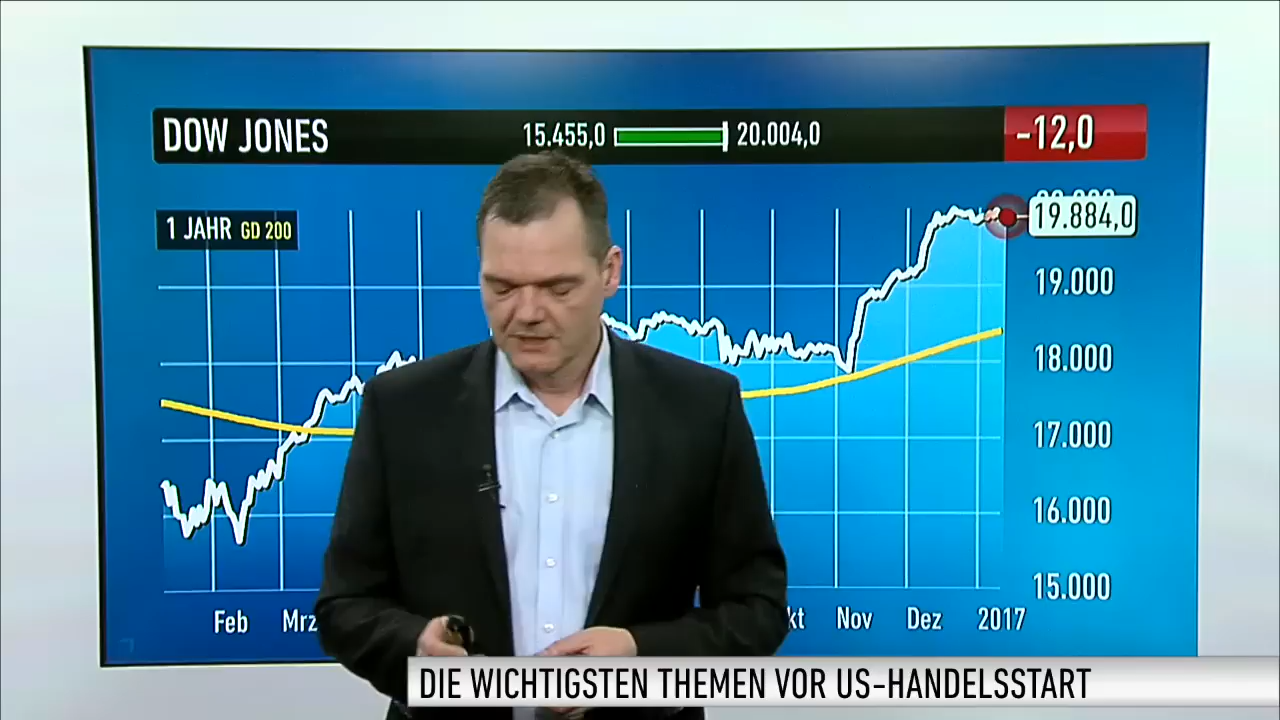 DOW JONES 15.455,0 20.004,0 -12,0
1 JAHR GD 200
19.884,0
19.000
18.000
17.000
16.000
15.000
Feb Nov Dez 2017
DIE WICHTIGSTEN THEMEN VOR US-HANDELSSTART